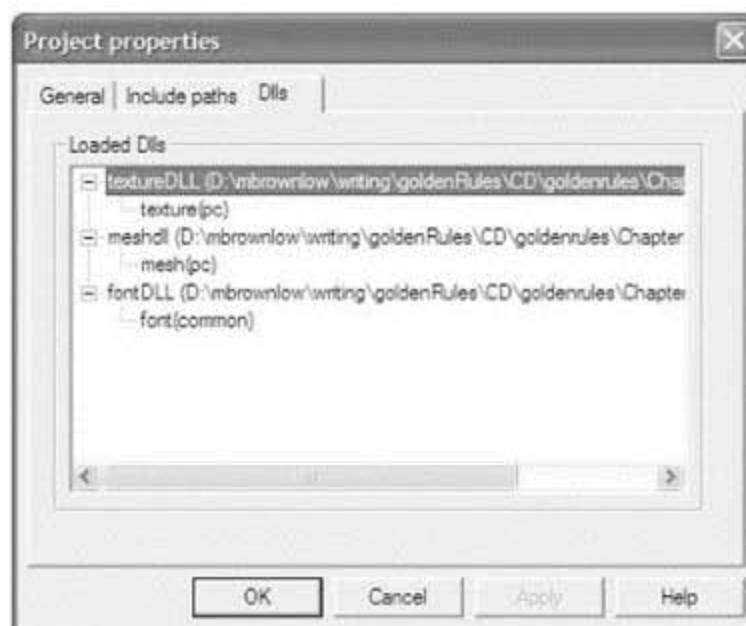 Project properties
General Include paths Dlls
Loaded Dlls
textureDLL (D:\mbrownlow\writing\goldenRules\CD\goldenrules\Chap
texture(pc)
meshdll (D:\mbrownlow\writing\goldenRules\CD\goldenrules\Chapter
mesh(pc)
fontDLL (D:\mbrownlow\writing\goldenRules\CD\goldenrules\Chapter
font(common)
OK Cancel Apply Help